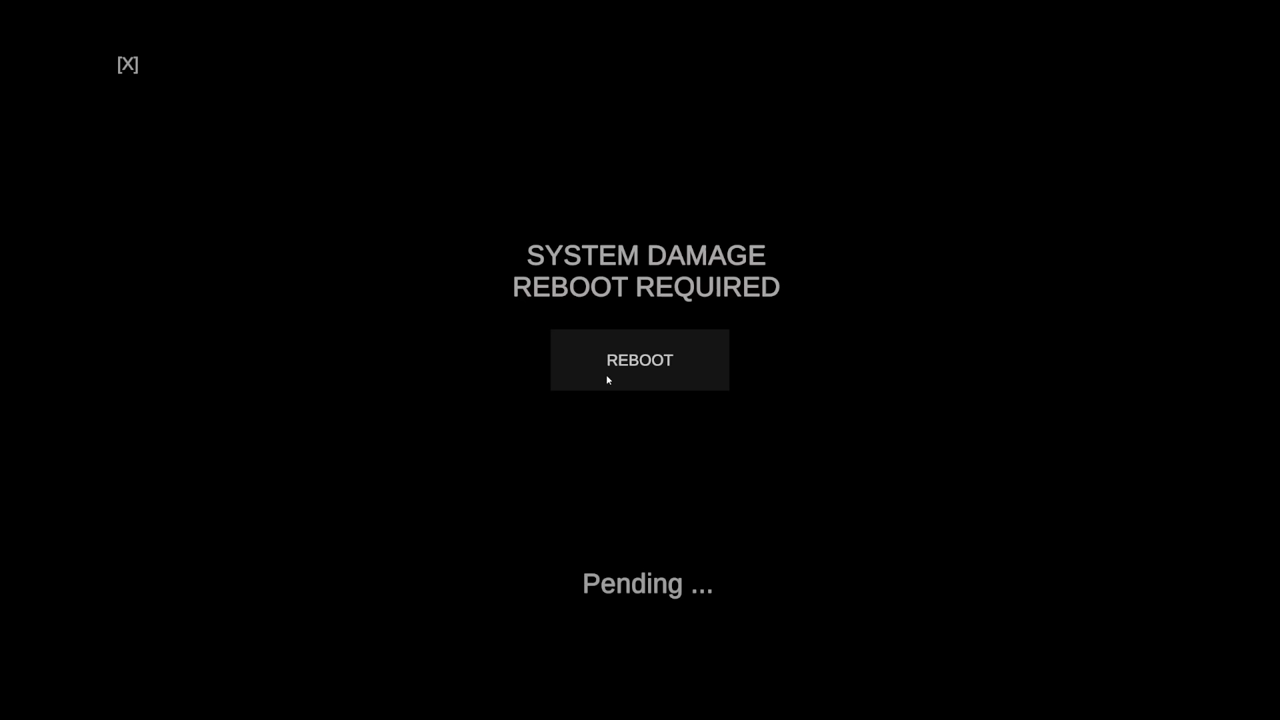 [X]
SYSTEM DAMAGE
REBOOT REQUIRED
REBOOT
Pending ...